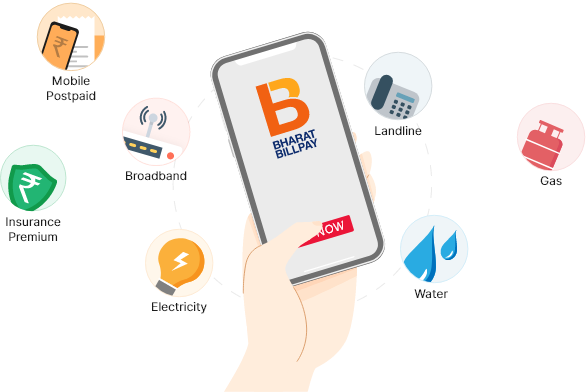 Mobile
Postpaid
Broadband
Insurance
Premium
Electricity
BHARAT
BILLPAY
NOW
Landline
Gas
Water